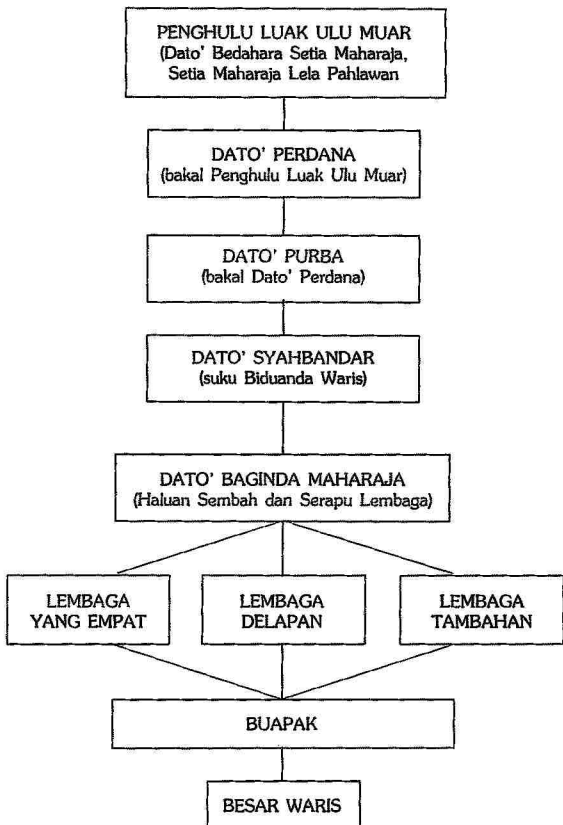 PENGHULU LUAK ULU MUAR
(Dato' Bedahara Setia Maharaja,
Setia Maharaja Lela Pahlawan
DATO' PERDANA
(bakal Penghulu Luak Ulu Muar)
DATO' PURBA
(bakal Dato' Perdana)
DATO' SYAHBANDAR
(suku Biduanda Waris)
DATO' BAGINDA MAHARAJA
(Haluan Sembah dan Serapu Lembaga)
LEMBAGA
YANG EMPAT
LEMBAGA
DELAPAN
LEMBAGA
TAMBAHAN
BUAPAK
BESAR WARIS